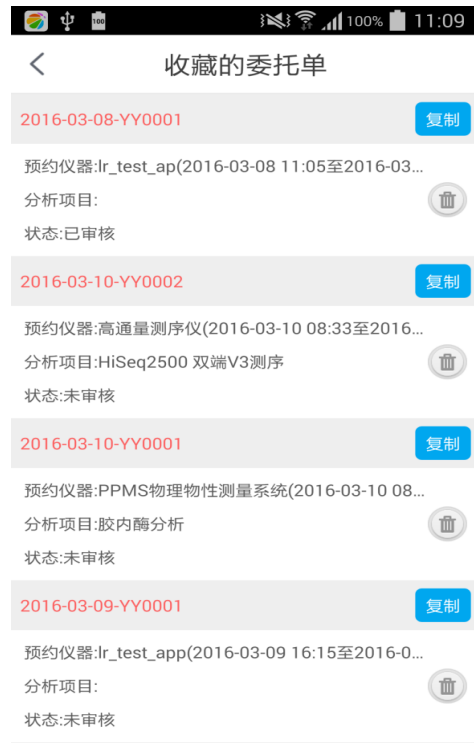 100 100% 11:09
收藏的委托单
2016-03-08-YY0001 复制
预约仪器:lr_test_ap(2016-03-08 11:05至2016-03...
分析项目:
状态:已审核
2016-03-10-YY0002 复制
预约仪器:高通量测序仪(2016-03-10 08:33至2016...
分析项目:HiSeq2500 双端V3测序
状态:未审核
2016-03-10-YY0001 复制
预约仪器:PPMS物理物性测量系统(2016-03-10 08...
分析项目:胶内酶分析
状态:未审核
2016-03-09-YY0001 复制
预约仪器:lr_test_app(2016-03-09 16:15至2016-0...
分析项目:
状态:未审核